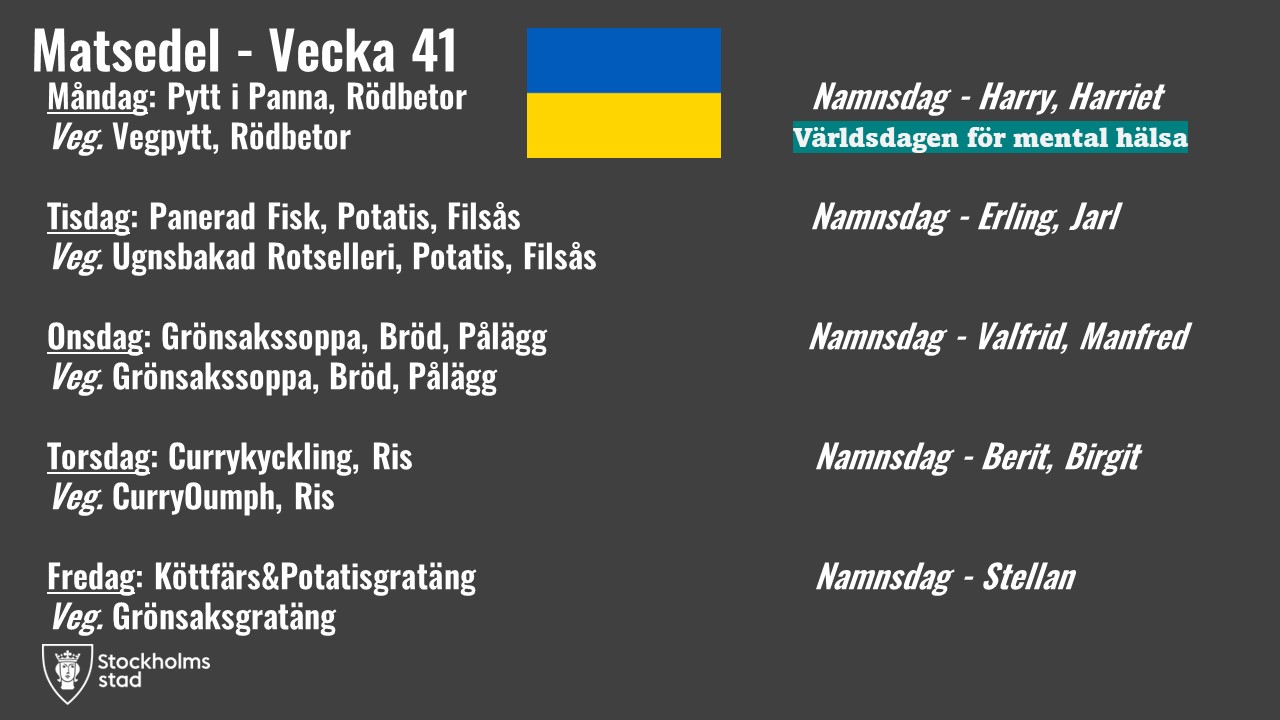 Matsedel - Vecka 41
Måndag: Pytt i Panna, Rödbetor
Namnsdag - Harry, Harriet
Veg. Vegpytt, Rödbetor
Världsdagen för mental hälsa
Tisdag: Panerad Fisk, Potatis, Filsås
Namnsdag - Erling, Jarl
Veg. Ugnsbakad Rotselleri, Potatis, Filsås
Onsdag: Grönsakssoppa, Bröd, Pålägg
Namnsdag - Valfrid, Manfred
Veg. Grönsakssoppa, Bröd, Pålägg
Torsdag: Currykyckling, Ris
Namnsdag - Berit, Birgit
Veg. CurryOumph, Ris
Fredag: Köttfärs&Potatisgratäng
Namnsdag - Stellan
Veg. Grönsaksgratäng
Stockholms
stad